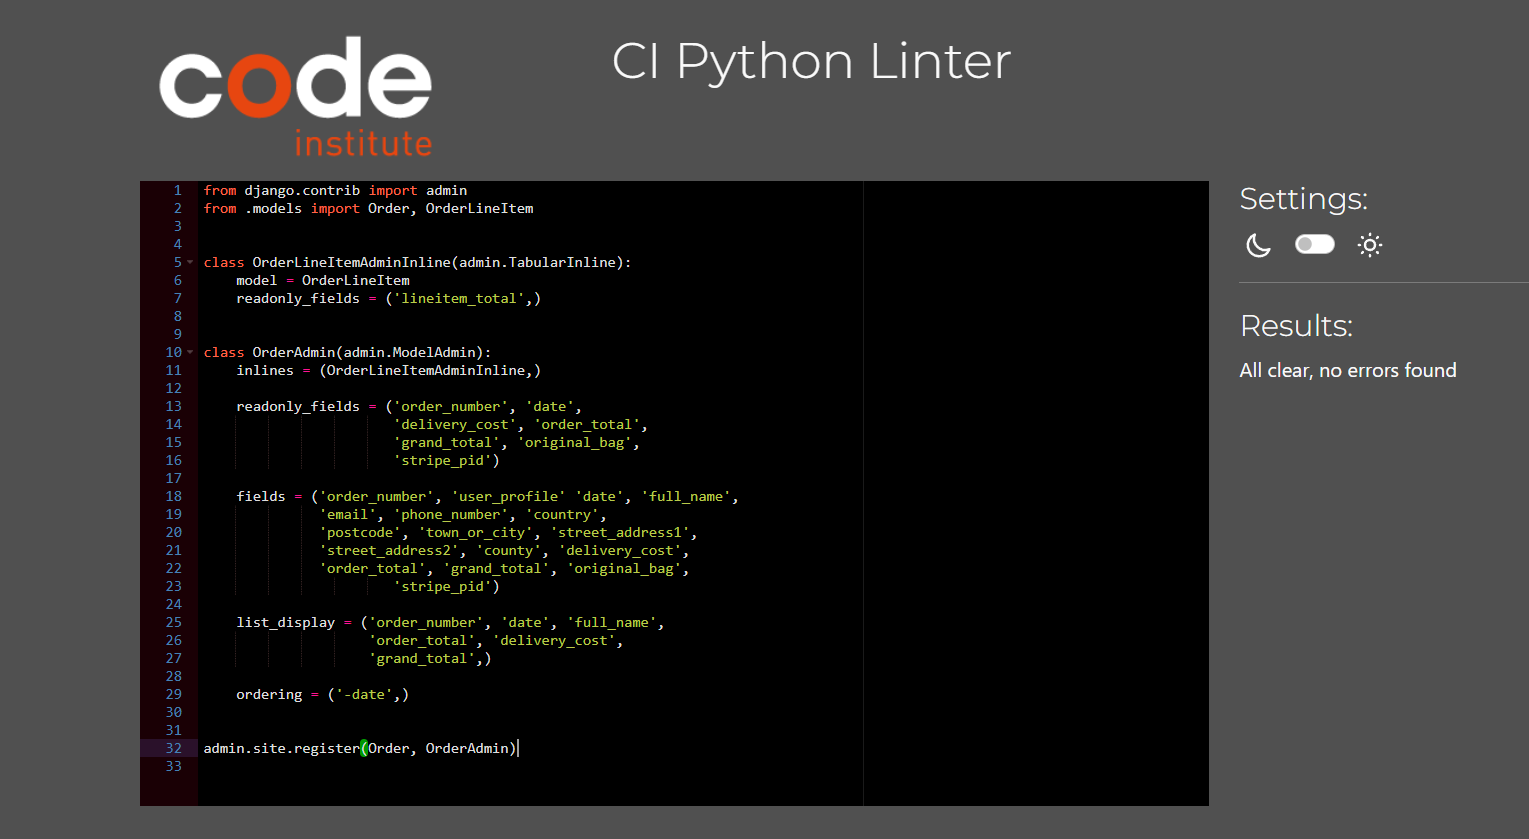 code
institute
CI Python Linter
1 from django.contrib import admin
2 from .models import Order, OrderLineItem
3
4
5 class OrderLineItemAdminInline(admin.TabularInline):
6     model = OrderLineItem
7     readonly_fields = ('lineitem_total',)
8
9
10 class OrderAdmin(admin.ModelAdmin):
11     inlines = (OrderLineItemAdminInline,)
12
13     readonly_fields = ('order_number', 'date',
14                        'delivery_cost', 'order_total',
15                        'grand_total', 'original_bag',
16                        'stripe_pid')
17
18     fields = ('order_number', 'user_profile' 'date', 'full_name',
19               'email', 'phone_number', 'country',
20               'postcode', 'town_or_city', 'street_address1',
21               'street_address2', 'county', 'delivery_cost',
22               'order_total', 'grand_total', 'original_bag',
23                        'stripe_pid')
24
25     list_display = ('order_number', 'date', 'full_name',
26                     'order_total', 'delivery_cost',
27                     'grand_total',)
28
29     ordering = ('-date',)
30
31
32 admin.site.register(Order, OrderAdmin)
33
Settings:
Results:
All clear, no errors found